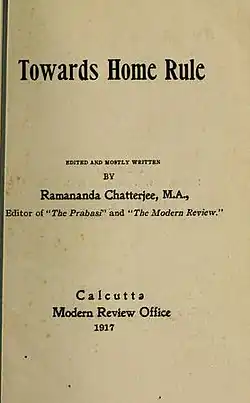 Towards Home Rule
EDITED AND MOSTLY WRITTEN
BY
Ramananda Chatterjee, M.A.,
Editor of "The Prabasi" and "The Modern Review."
Calcutta
Modern Review Office
1917